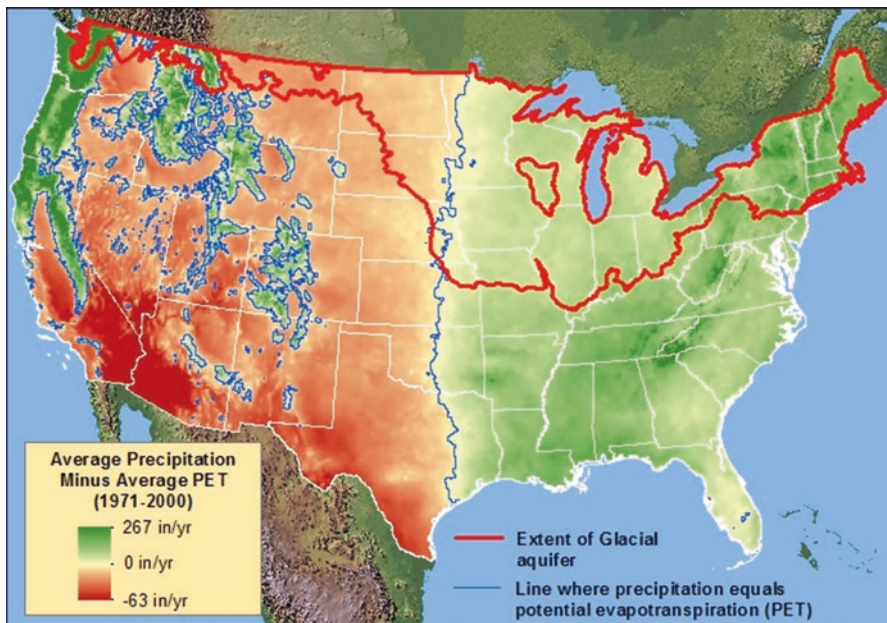 Average Precipitation
Minus Average PET
(1971-2000)
267 in/yr
0 in/yr
-63 in/yr
Extent of Glacial
aquifer
Line where precipitation equals
potential evapotranspiration (PET)